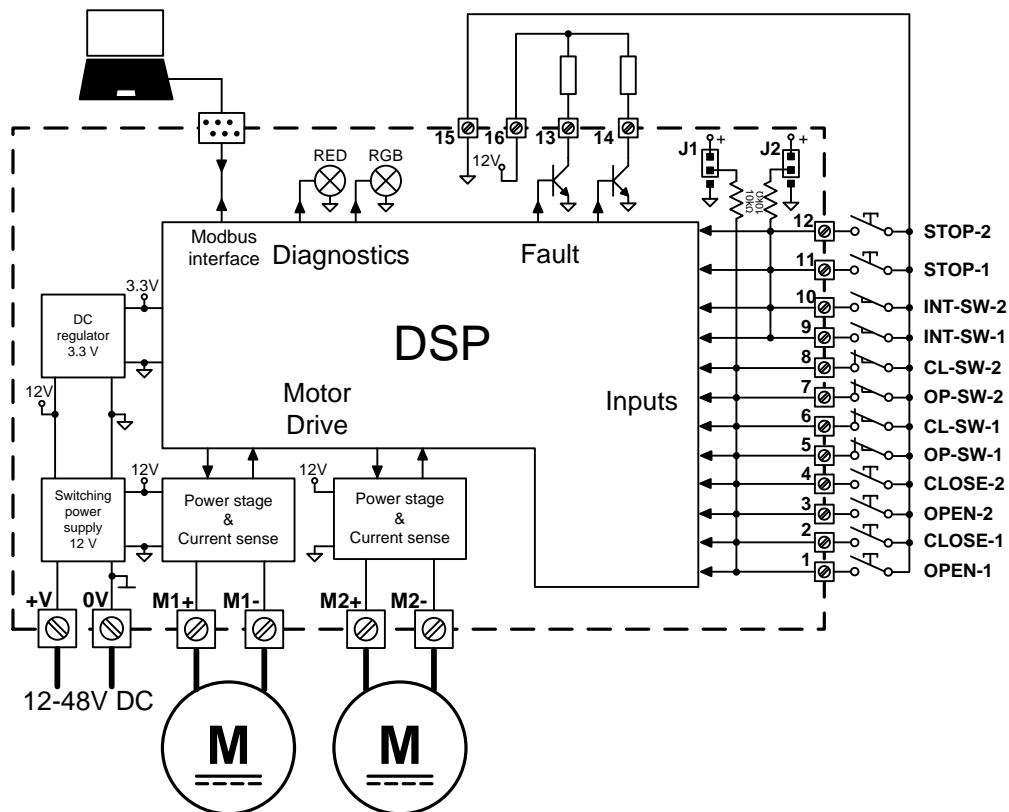 15
16
13
14
12V
J1
+
J2
+
RED
RGB
10kΩ
10kΩ
Modbus
interface
Diagnostics
Fault
12
STOP-2
11
STOP-1
10
INT-SW-2
9
INT-SW-1
8
CL-SW-2
7
OP-SW-2
6
CL-SW-1
5
OP-SW-1
4
CLOSE-2
3
OPEN-2
2
CLOSE-1
1
OPEN-1
3.3V
DC
regulator
3.3 V
DSP
12V
Motor
Drive
Inputs
12V
12V
Switching
power
supply
12 V
Power stage
&
Current sense
Power stage
&
Current sense
+V
0V
M1+
M1-
M2+
M2-
12-48V DC
M
M